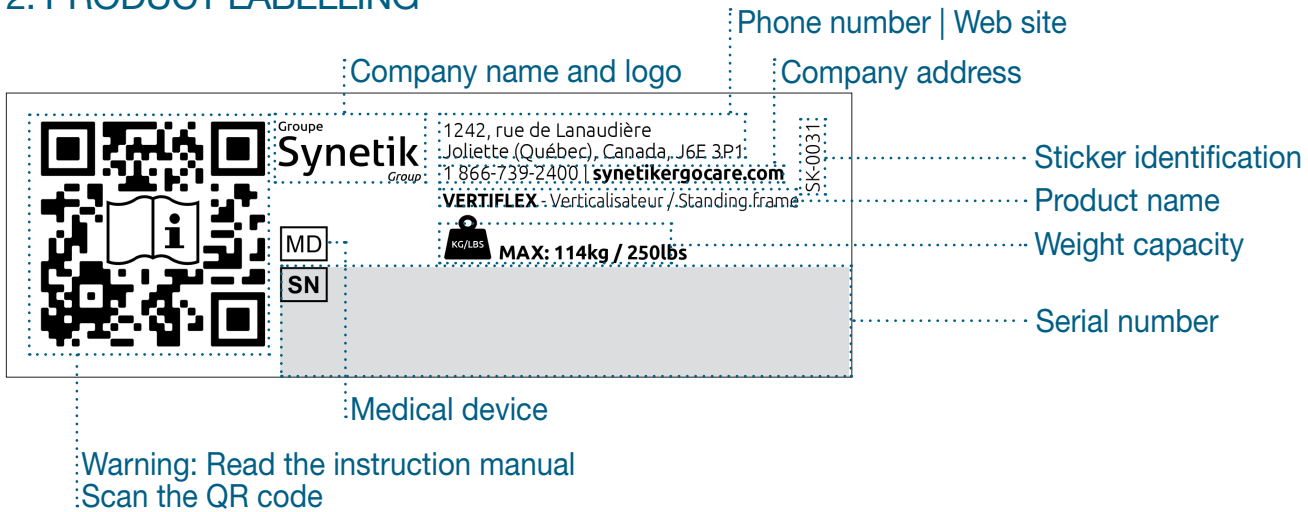 2. PRODUCT LABELLING
Phone number | Web site
Company name and logo
Company address
Groupe
Synetik
Group
1242, rue de Lanaudière
Joliette (Québec), Canada, J6E 3P1
1 866-739-2400 | synetikergocare.com
SK-0031
VERTIFLEX - Verticalisateur / Standing frame
KG/LBS
MAX: 114kg / 250lbs
i
MD
SN
Sticker identification
Product name
Weight capacity
Serial number
Medical device
Warning: Read the instruction manual
Scan the QR code